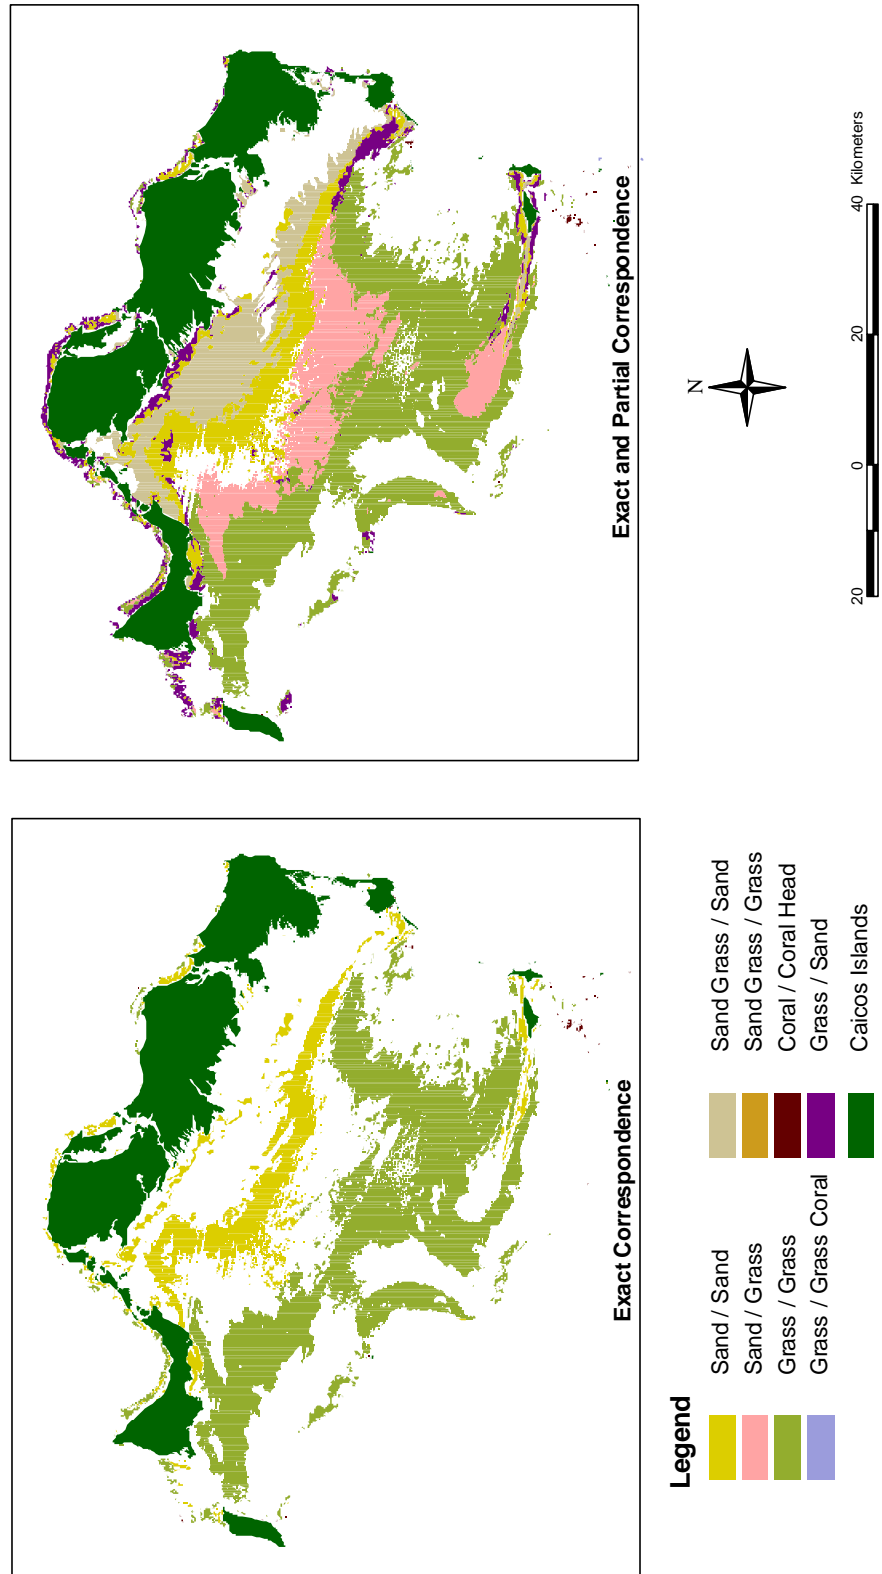 Exact and Partial Correspondence
N
20 0 20 40 Kilometers
Exact Correspondence
Legend
Sand / Sand
Sand / Grass
Grass / Grass
Grass / Grass Coral
Sand Grass / Sand
Sand Grass / Grass
Coral / Coral Head
Grass / Sand
Caicos Islands